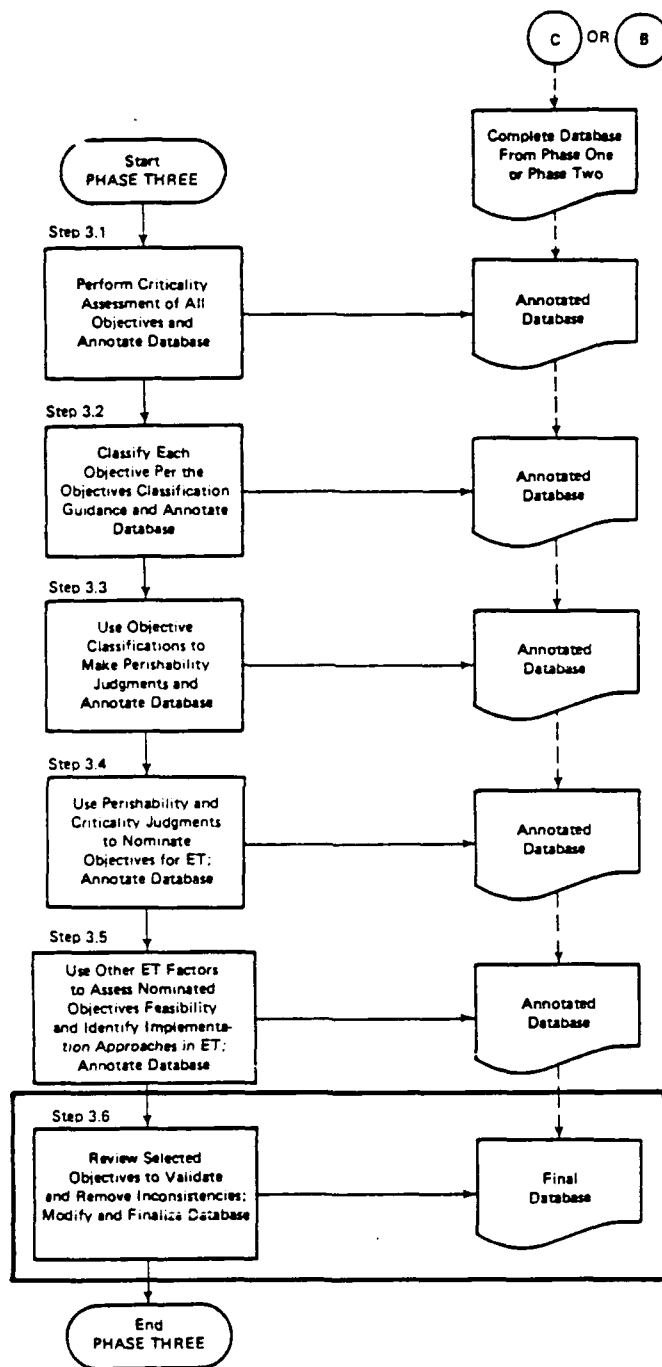 C OR B
Complete Database
From Phase One
or Phase Two
Start
PHASE THREE
Step 3.1
Perform Criticality
Assessment of All
Objectives and
Annotate Database
Annotated
Database
Step 3.2
Classify Each
Objective Per the
Objectives Classification
Guidance and Annotate
Database
Annotated
Database
Step 3.3
Use Objective
Classifications to
Make Perishability
Judgments and
Annotate Database
Annotated
Database
Step 3.4
Use Perishability and
Criticality Judgments
to Nominate
Objectives for ET;
Annotate Database
Annotated
Database
Step 3.5
Use Other ET Factors
to Assess Nominated
Objectives Feasibility
and Identify Implementa-
tion Approaches in ET;
Annotate Database
Annotated
Database
Step 3.6
Review Selected
Objectives to Validate
and Remove Inconsistencies;
Modify and Finalize Database
Final
Database
End
PHASE THREE